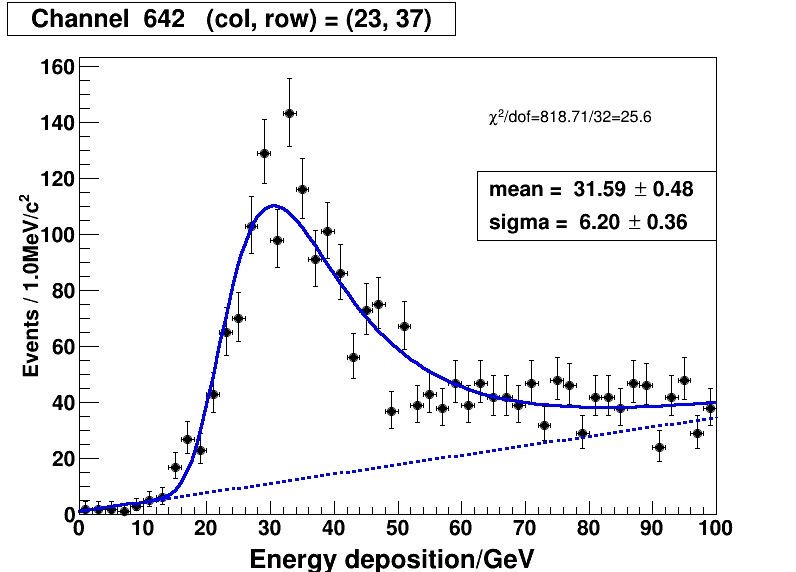 Channel 642 (col, row) = (23, 37)
χ²/dof=818.71/32=25.6
mean = 31.59 ± 0.48
sigma = 6.20 ± 0.36
Events / 1.0MeV/c²
160
140
120
100
80
60
40
20
0
0 10 20 30 40 50 60 70 80 90 100
Energy deposition/GeV